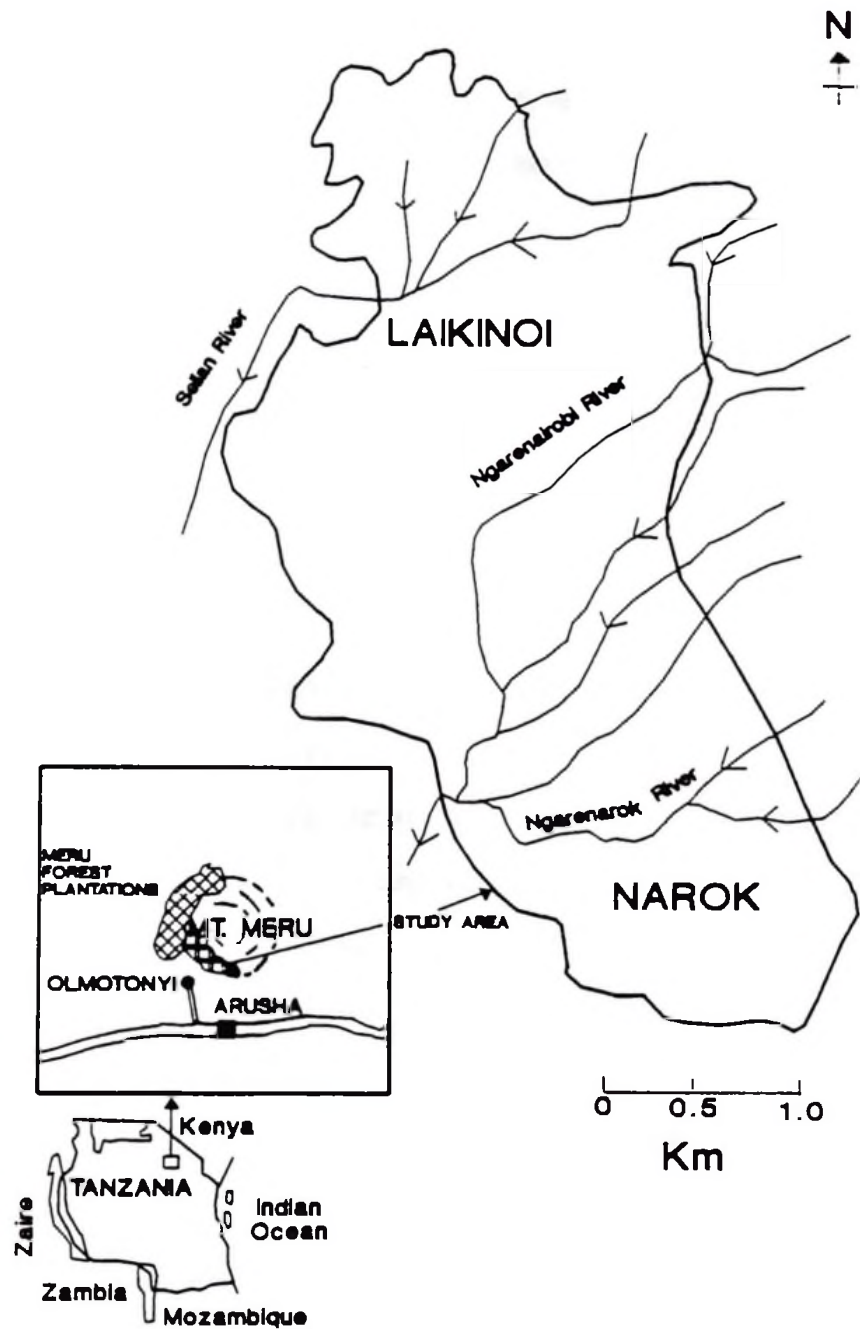 N
LAIKINOI
Seian River
Ngarenairobi River
Ngarenarok River
NAROK
MERU
FOREST
PLANTATIONS
MT. MERU
STUDY AREA
OLMOTONYI
ARUSHA
0 0.5 1.0
Km
Kenya
TANZANIA
Indian
Ocean
Zaire
Zambia
Mozambique